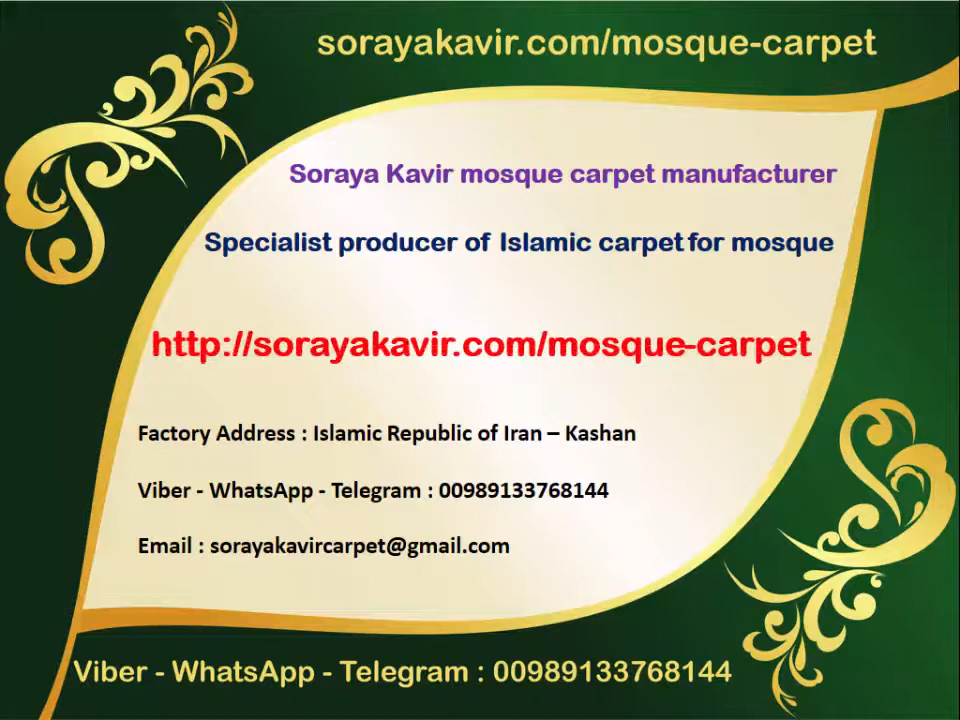 sorayakavir.com/mosque-carpet
Soraya Kavir mosque carpet manufacturer
Specialist producer of Islamic carpet for mosque
http://sorayakavir.com/mosque-carpet
Factory Address : Islamic Republic of Iran – Kashan
Viber - WhatsApp - Telegram : 00989133768144
Email : sorayakavircarpet@gmail.com
Viber - WhatsApp - Telegram : 00989133768144